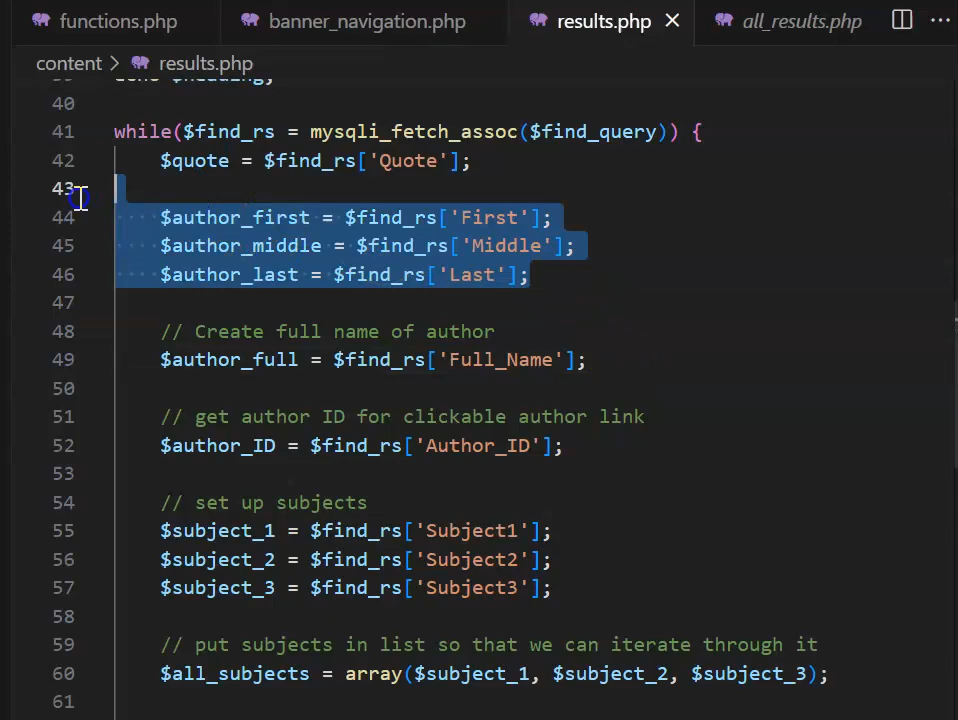 functions.php banner_navigation.php results.php all_results.php
content > results.php
40
41 while($find_rs = mysqli_fetch_assoc($find_query)) {
42 $quote = $find_rs['Quote'];
43
44 $author_first = $find_rs['First'];
45 $author_middle = $find_rs['Middle'];
46 $author_last = $find_rs['Last'];
47
48 // Create full name of author
49 $author_full = $find_rs['Full_Name'];
50
51 // get author ID for clickable author link
52 $author_ID = $find_rs['Author_ID'];
53
54 // set up subjects
55 $subject_1 = $find_rs['Subject1'];
56 $subject_2 = $find_rs['Subject2'];
57 $subject_3 = $find_rs['Subject3'];
58
59 // put subjects in list so that we can iterate through it
60 $all_subjects = array($subject_1, $subject_2, $subject_3);
61